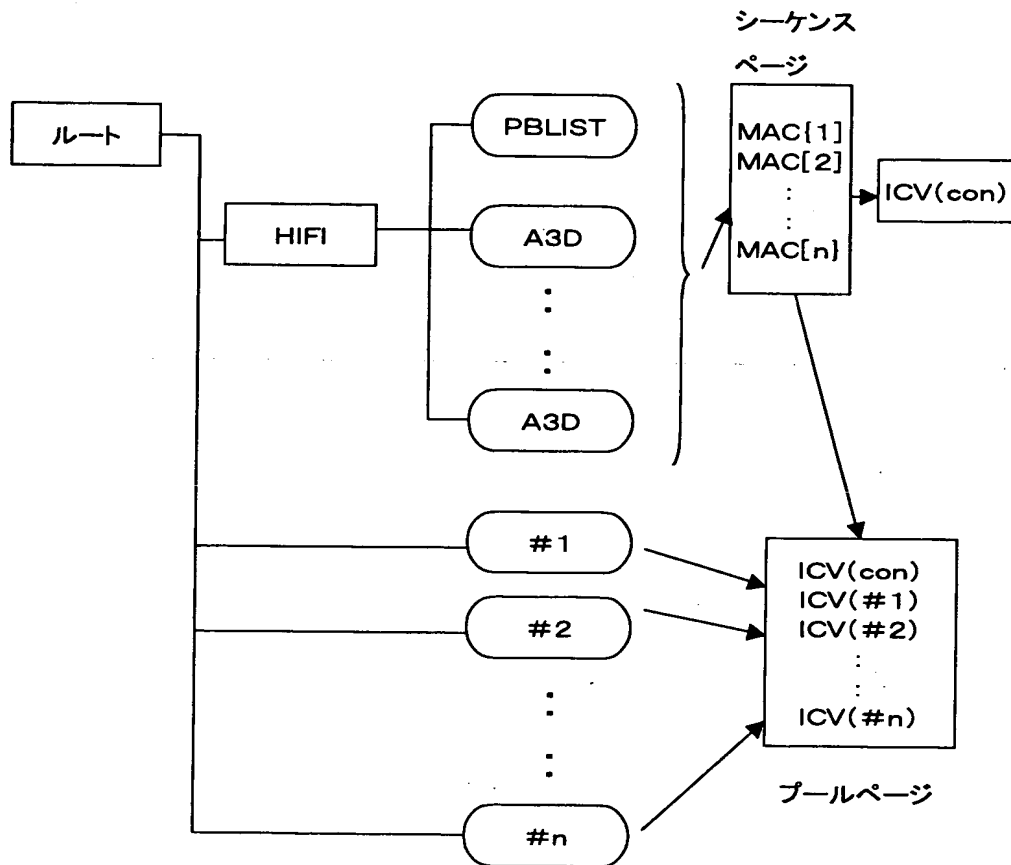 シーケンス
ページ
ルート
HIFI
PBLIST
A3D
A3D
MAC{1]
MAC[2]
MAC[n}
ICV(con)
#1
#2
#n
ICV(con)
ICV(#1)
ICV(#2)
ICV(#n)
プールページ